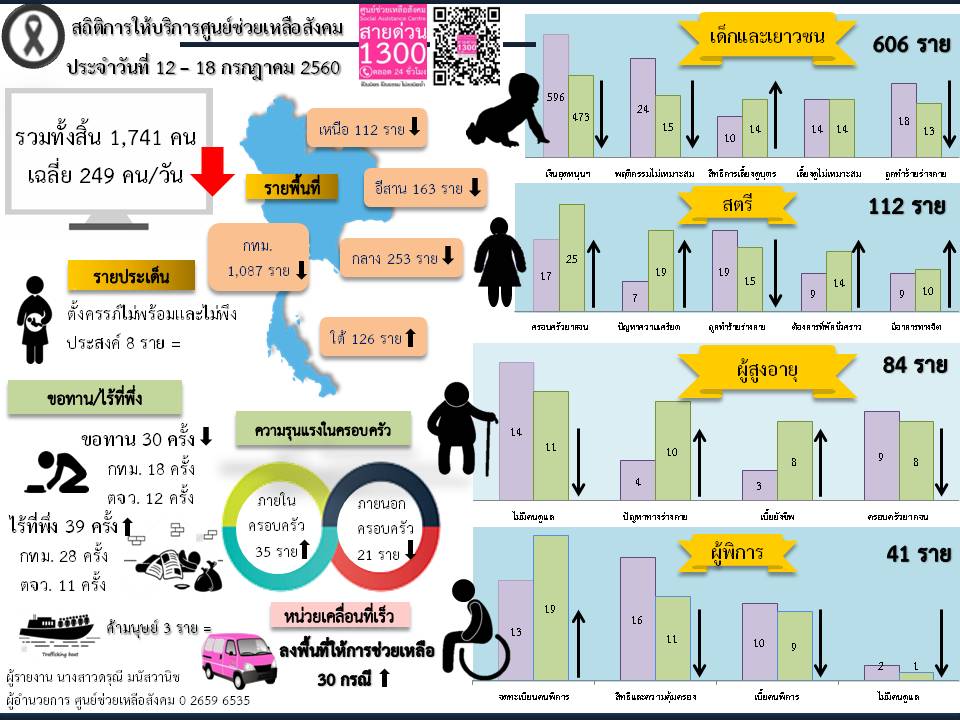 สถิติการให้บริการศูนย์ช่วยเหลือสังคม
ประจำวันที่ 12 – 18 กรกฎาคม 2560
ศูนย์ช่วยเหลือสังคม
Social Assistance Centre
สายด่วน
1300
ตลอด 24 ชั่วโมง
1300
รวมทั้งสิ้น 1,741 คน
เฉลี่ย 249 คน/วัน
รายพื้นที่
เหนือ 112 ราย
อีสาน 163 ราย
กทม.
1,087 ราย
กลาง 253 ราย
ใต้ 126 ราย
รายประเด็น
ตั้งครรภ์ไม่พร้อมและไม่พึง
ประสงค์ 8 ราย =
ขอทาน/ไร้ที่พึ่ง
ขอทาน 30 ครั้ง
กทม. 18 ครั้ง
ตจว. 12 ครั้ง
ไร้ที่พึ่ง 39 ครั้ง
กทม. 28 ครั้ง
ตจว. 11 ครั้ง
ค้ามนุษย์ 3 ราย =
Trafficking boat
ความรุนแรงในครอบครัว
ภายใน
ครอบครัว
35 ราย
ภายนอก
ครอบครัว
21 ราย
หน่วยเคลื่อนที่เร็ว
ลงพื้นที่ให้การช่วยเหลือ
30 กรณี
ผู้รายงาน นางสาวดรุณี มนัสวานิช
ผู้อำนวยการ ศูนย์ช่วยเหลือสังคม 0 2659 6535
เด็กและเยาวชน
606 ราย
596 473 24 15 10 14 14 14 18 13
เงินอุดหนุนฯ พฤติกรรมไม่เหมาะสม สิทธิการเลี้ยงดูบุตร เลี้ยงดูไม่เหมาะสม ถูกทำร้ายร่างกาย
สตรี
112 ราย
17 25 7 19 19 15 9 14 9 10
ครอบครัวยากจน ปัญหาความเครียด ถูกทำร้ายร่างกาย ต้องการที่พักชั่วคราว มีอาการทางจิต
ผู้สูงอายุ
84 ราย
14 11 4 10 3 8 9 8
ไม่มีคนดูแล ปัญหาทางร่างกาย เบี้ยยังชีพ ครอบครัวยากจน
ผู้พิการ
41 ราย
13 19 16 11 10 9 2 1
จดทะเบียนคนพิการ สิทธิและความคุ้มครอง เบี้ยคนพิการ ไม่มีคนดูแล